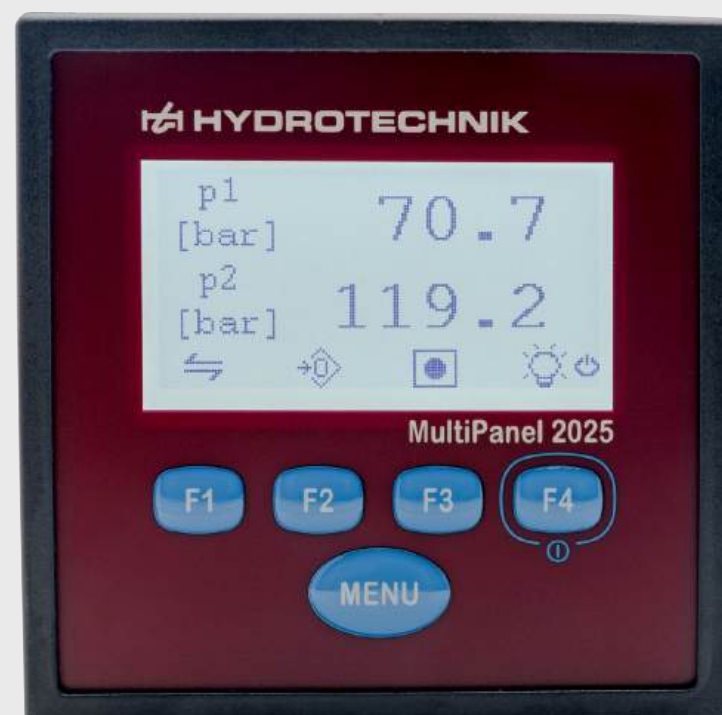 HYDROTECHNIK
p1 70.7
[bar]
p2 119.2
[bar]
MultiPanel 2025
F1 F2 F3 F4
MENU